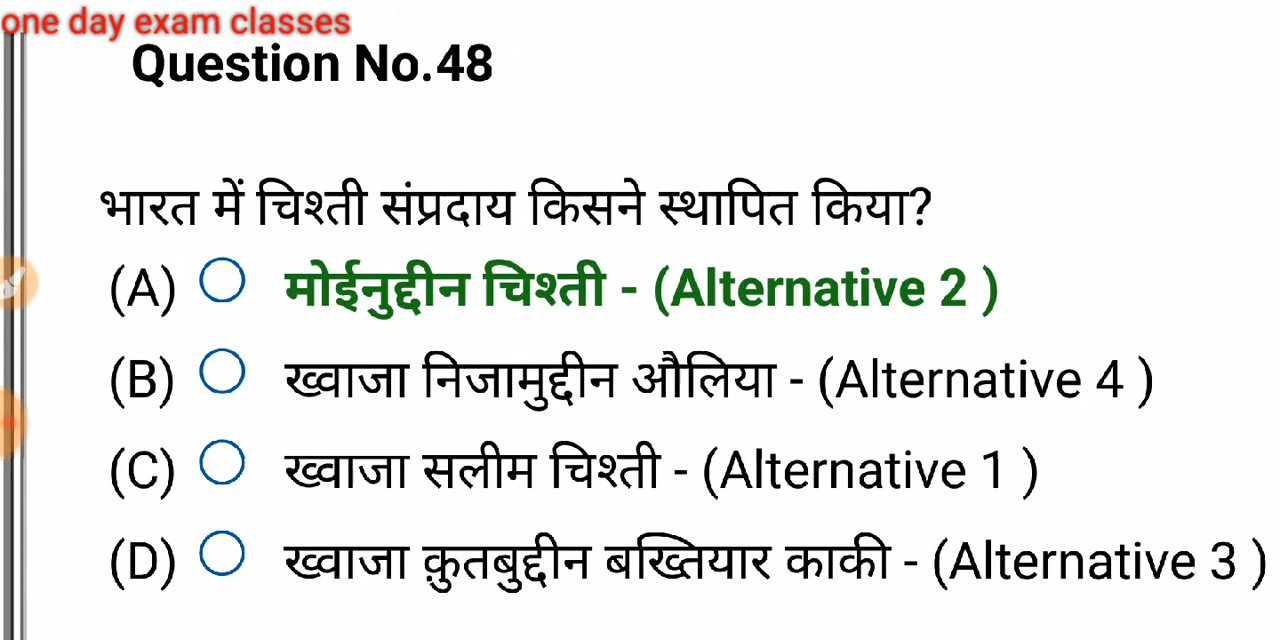 one day exam classes
Question No.48
भारत में चिश्ती संप्रदाय किसने स्थापित किया?
(A) मोईनुद्दीन चिश्ती - (Alternative 2 )
(B) ख्वाजा निजामुद्दीन औलिया - (Alternative 4 )
(C) ख्वाजा सलीम चिश्ती - (Alternative 1 )
(D) ख्वाजा क़ुतबुद्दीन बख्तियार काकी - (Alternative 3 )